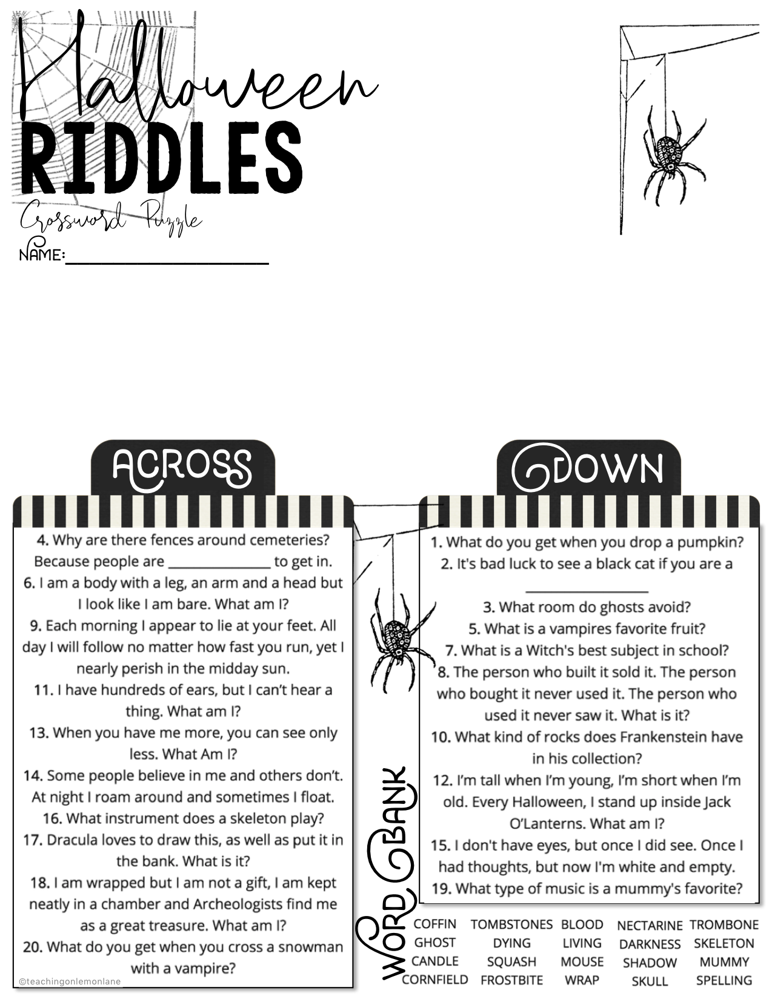 Halloween
RIDDLES
Crossword Puzzle
NAME:
ACROSS
4. Why are there fences around cemeteries?
Because people are ______________ to get in.
6. I am a body with a leg, an arm and a head but
I look like I am bare. What am I?
9. Each morning I appear to lie at your feet. All
day I will follow no matter how fast you run, yet I
nearly perish in the midday sun.
11. I have hundreds of ears, but I can’t hear a
thing. What am I?
13. When you have me more, you can see only
less. What Am I?
14. Some people believe in me and others don’t.
At night I roam around and sometimes I float.
16. What instrument does a skeleton play?
17. Dracula loves to draw this, as well as put it in
the bank. What is it?
18. I am wrapped but I am not a gift, I am kept
neatly in a chamber and Archeologists find me
as a great treasure. What am I?
20. What do you get when you cross a snowman
with a vampire?
©teachingonlemonlane
DOWN
1. What do you get when you drop a pumpkin?
2. It's bad luck to see a black cat if you are a
_________________
3. What room do ghosts avoid?
5. What is a vampires favorite fruit?
7. What is a Witch's best subject in school?
8. The person who built it sold it. The person
who bought it never used it. The person who
used it never saw it. What is it?
10. What kind of rocks does Frankenstein have
in his collection?
12. I’m tall when I’m young, I’m short when I’m
old. Every Halloween, I stand up inside Jack
O’Lanterns. What am I?
15. I don't have eyes, but once I did see. Once I
had thoughts, but now I'm white and empty.
19. What type of music is a mummy's favorite?
WORD BANK
COFFIN TOMBSTONES BLOOD NECTARINE TROMBONE
GHOST DYING LIVING DARKNESS SKELETON
CANDLE SQUASH MOUSE SHADOW MUMMY
CORNFIELD FROSTBITE WRAP SKULL SPELLING